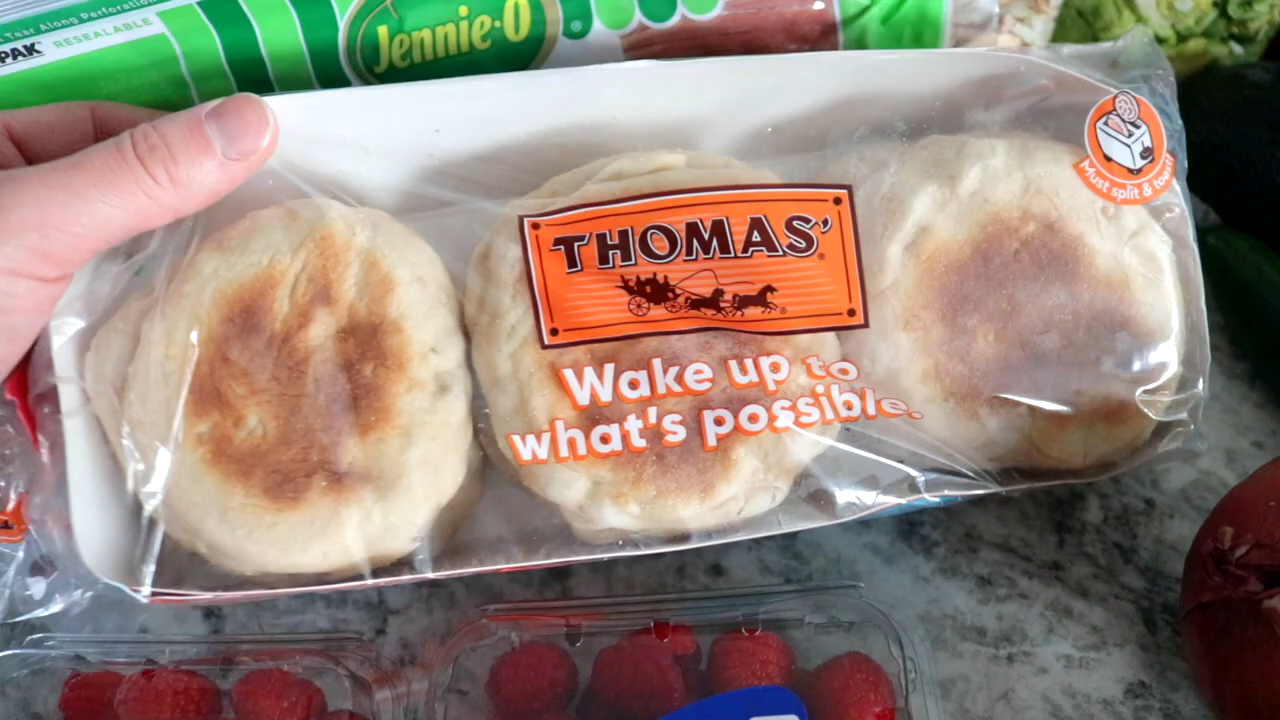 Tear Along Perforation
PAK
RESEALABLE
Jennie-O
®
THOMAS'®
Wake up to
what's possible.
Must split & toast!